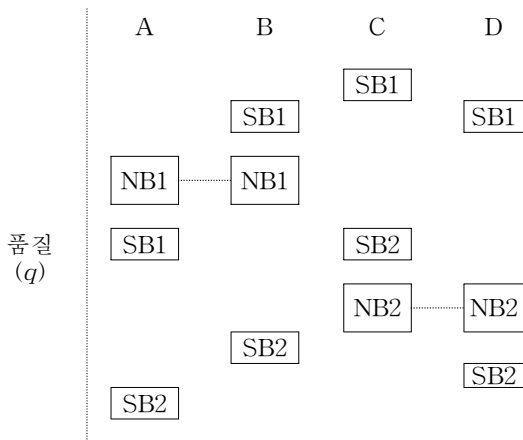 A B C D
SB1
SB1 SB1
NB1 NB1
품질
(q)
SB1 SB2
NB2 NB2
SB2
SB2
SB2